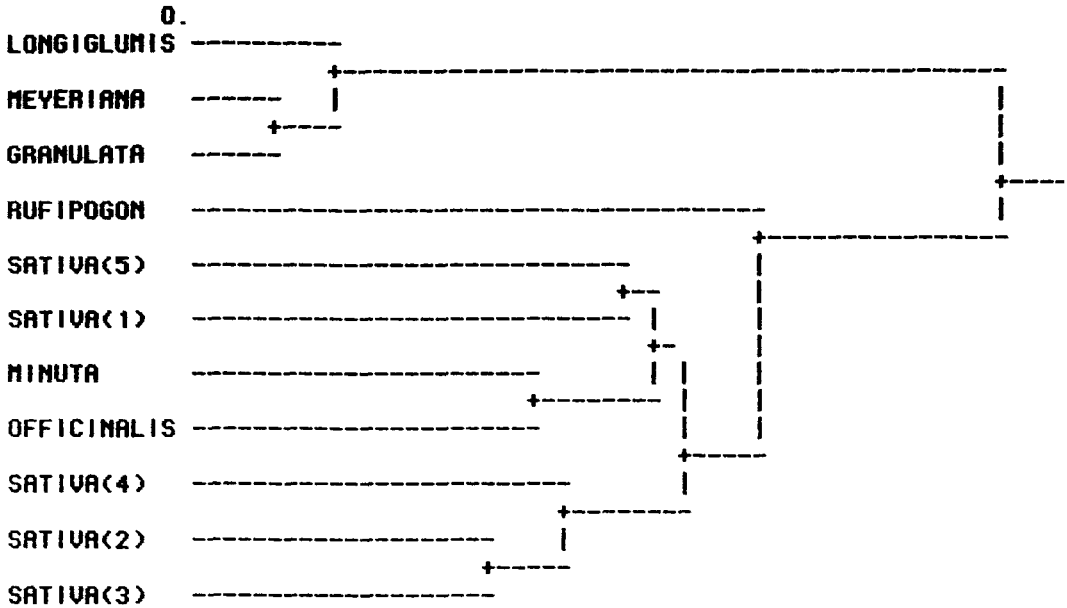 0.
LONGIGLUMIS
MEYERIANA
GRANULATA
RUFIPOGON
SATIVA(5)
SATIVA(1)
MINUTA
OFFICINALIS
SATIVA(4)
SATIVA(2)
SATIVA(3)